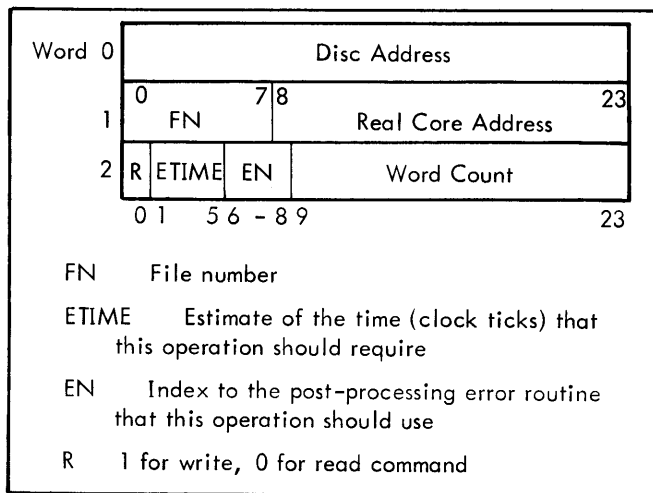 Word 0 Disc Address
0 7 8 23
1 FN Real Core Address
2 R ETIME EN Word Count
0 1 5 6 - 8 9 23
FN File number
ETIME Estimate of the time (clock ticks) that
this operation should require
EN Index to the post-processing error routine
that this operation should use
R 1 for write, 0 for read command